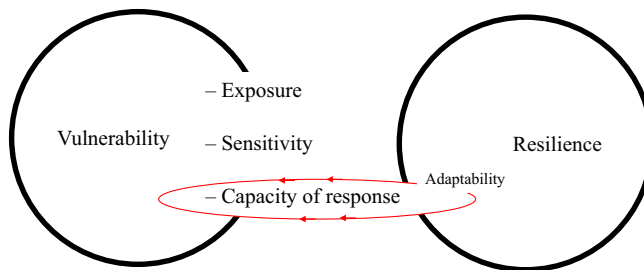 – Exposure
Vulnerability
– Sensitivity
Resilience
Adaptability
– Capacity of response